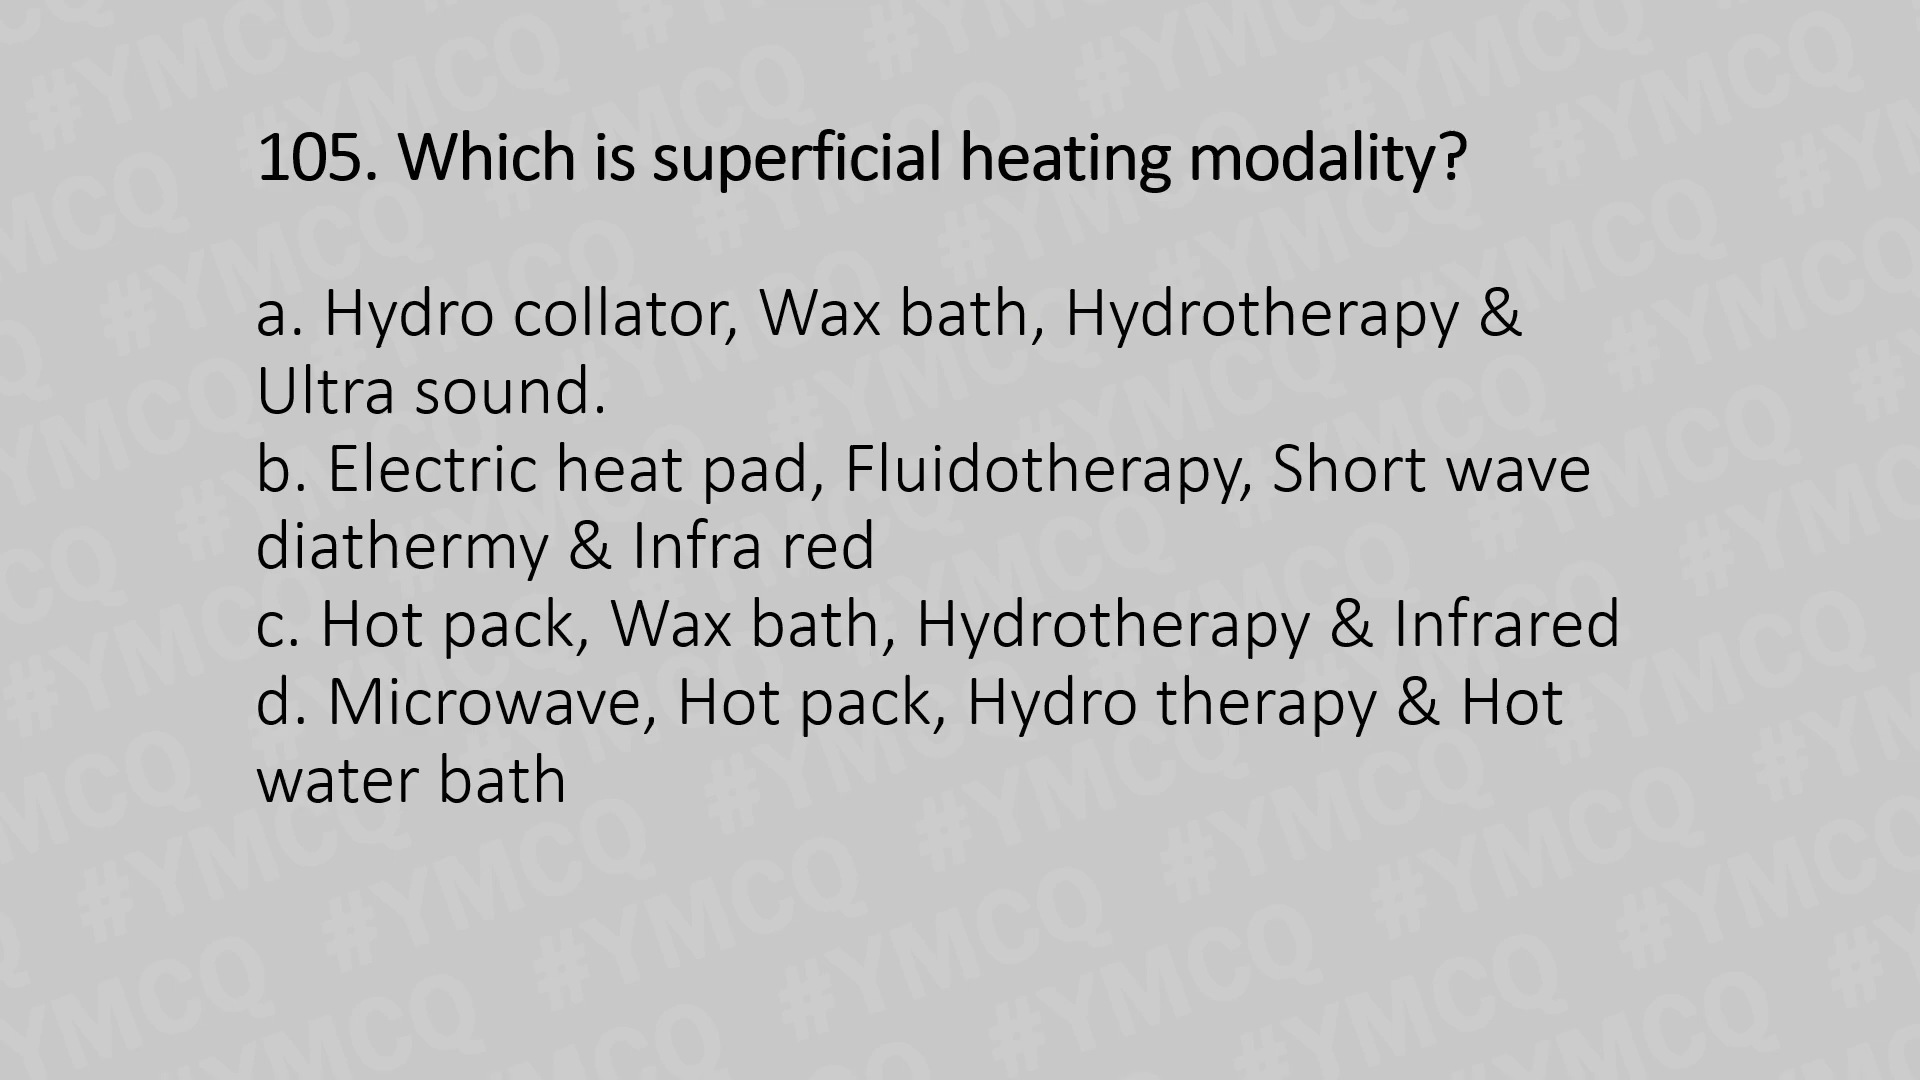 105. Which is superficial heating modality?
a. Hydro collator, Wax bath, Hydrotherapy &
Ultra sound.
b. Electric heat pad, Fluidotherapy, Short wave
diathermy & Infra red
c. Hot pack, Wax bath, Hydrotherapy & Infrared
d. Microwave, Hot pack, Hydro therapy & Hot
water bath
#YMCQ